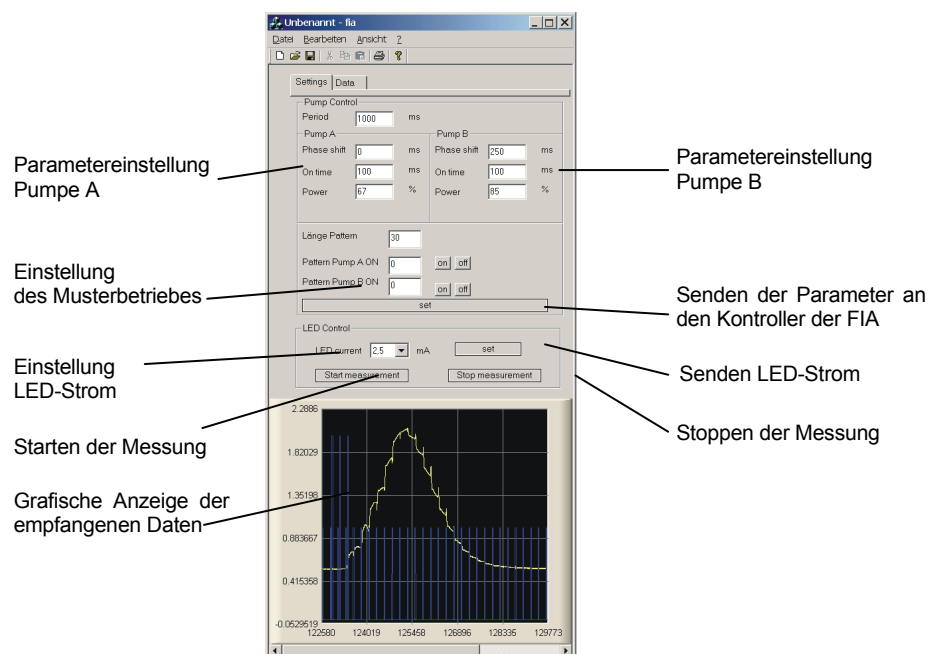 Unbenannt - fia
Datei Bearbeiten Ansicht ?
Settings Data
Pump Control
Period 1000 ms
Pump A
Phase shift 0 ms
On time 100 ms
Power 67 %
Pump B
Phase shift 250 ms
On time 100 ms
Power 85 %
Länge Pattern 30
Pattern Pump A ON 0 on off
Pattern Pump B ON 0 on off
set
LED Control
LED current 2,5 mA set
Start measurement Stop measurement
2.2886
1.82029
1.35198
0.883667
0.415358
-0.0529519
122580 124019 125458 126896 128335 129773
Parametereinstellung
Pumpe A
Einstellung
des Musterbetriebes
Einstellung
LED-Strom
Starten der Messung
Grafische Anzeige der
empfangenen Daten
Parametereinstellung
Pumpe B
Senden der Parameter an
den Kontroller der FIA
Senden LED-Strom
Stoppen der Messung